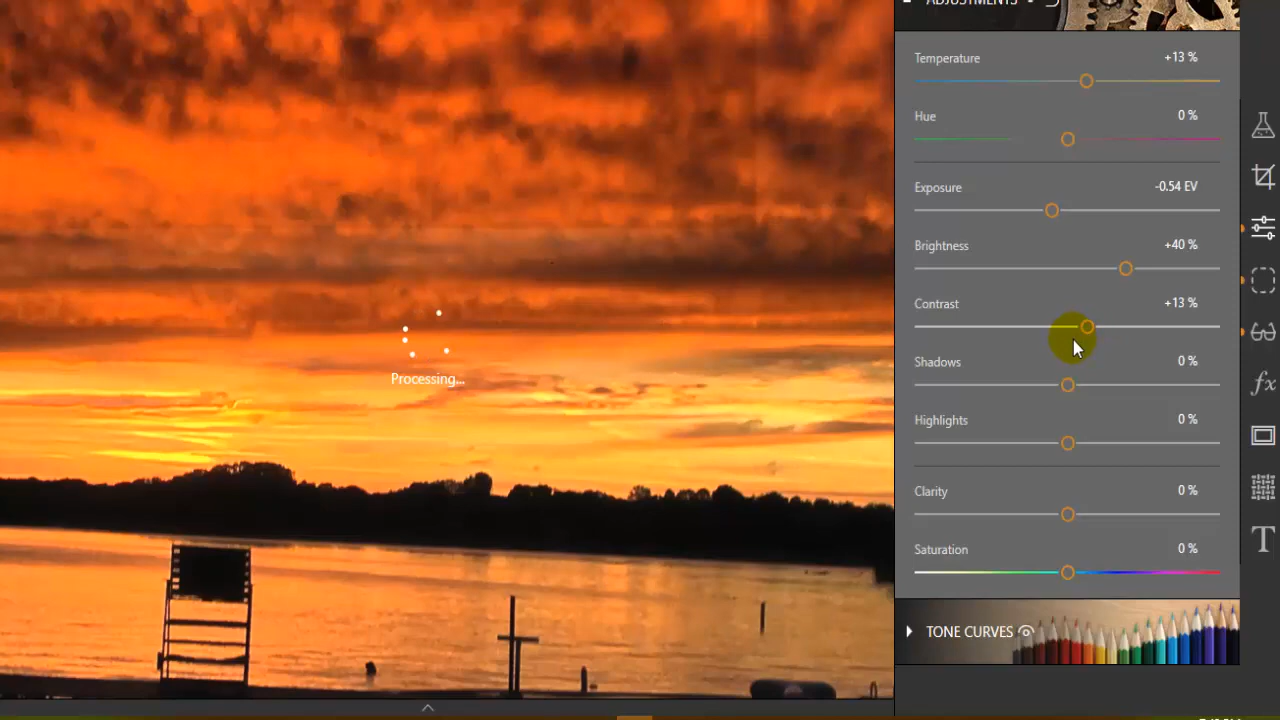 ADJUSTMENTS
Temperature +13 %
Hue 0 %
Exposure -0.54 EV
Brightness +40 %
Contrast +13 %
Shadows 0 %
Highlights 0 %
Clarity 0 %
Saturation 0 %
TONE CURVES
Processing...
fx
T